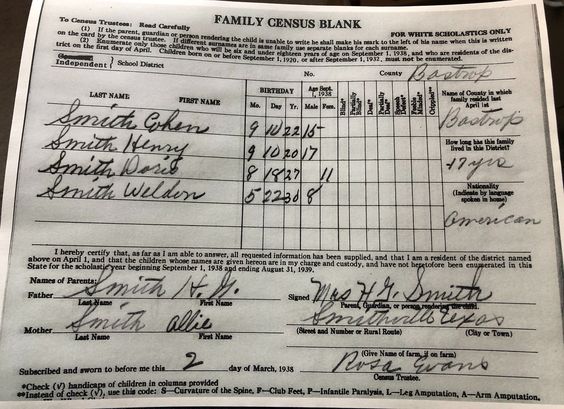 FAMILY CENSUS BLANK
To Census Trustees: Read Carefully
FOR WHITE SCHOLASTICS ONLY
(1) If the parent, guardian or person rendering the child is unable to write he shall make his mark to the left of his name when this is written
on the card by the census trustee. If different surnames are in same family use separate blanks for each surname.
(2) Enumerate only those children who will be six and under eighteen years of age on September 1, 1938, and who are residents of the dis-
trict on the first day of April. Children born on or before September 1, 1920, or after September 1, 1932, must not be enumerated.
Independent } School District
No. County Bastrop
LAST NAME FIRST NAME
BIRTHDAY
Mo. Day Yr.
Age Sept. 1, 1938
Male Fem.
Blind*
Partially Blind*
Deaf*
Partially Deaf*
Speech Defect*
Feeble Minded*
Crippled**
Name of County in which
family resided last
April 1st
Bastrop
Smith Cohen 9 10 22 15
Smith Henry 9 10 20 17
Smith Doris 8 18 27 11
Smith Weldon 5 22 30 8
How long has this family
lived in this District?
17 yrs
Nationality
(Indicate by language
spoken in home)
American
I hereby certify that, as far as I am able to answer, all requested information has been supplied, and that I am a resident of the district named
above on April 1, and that the children whose names are given hereon are in my charge and custody, and have not heretofore been enumerated in this
State for the scholastic year beginning September 1, 1938 and ending August 31, 1939.
Names of Parents:
Father Smith H. G.
Last Name First Name
Signed Mrs H. G. Smith
Parent, Guardian, or person rendering the child.
Mother Smith Allie
Last Name First Name
Smithville Texas
(Street and Number or Rural Route) (City or Town)
(Give Name of farm, if on farm)
Subscribed and sworn to before me this 2 day of March, 1938
Rosa Evans
Census Trustee.
*Check (√) handicaps of children in columns provided
**Instead of check (√), use this code: S—Curvature of the Spine, F—Club Feet, P—Infantile Paralysis, L—Leg Amputation, A—Arm Amputation.